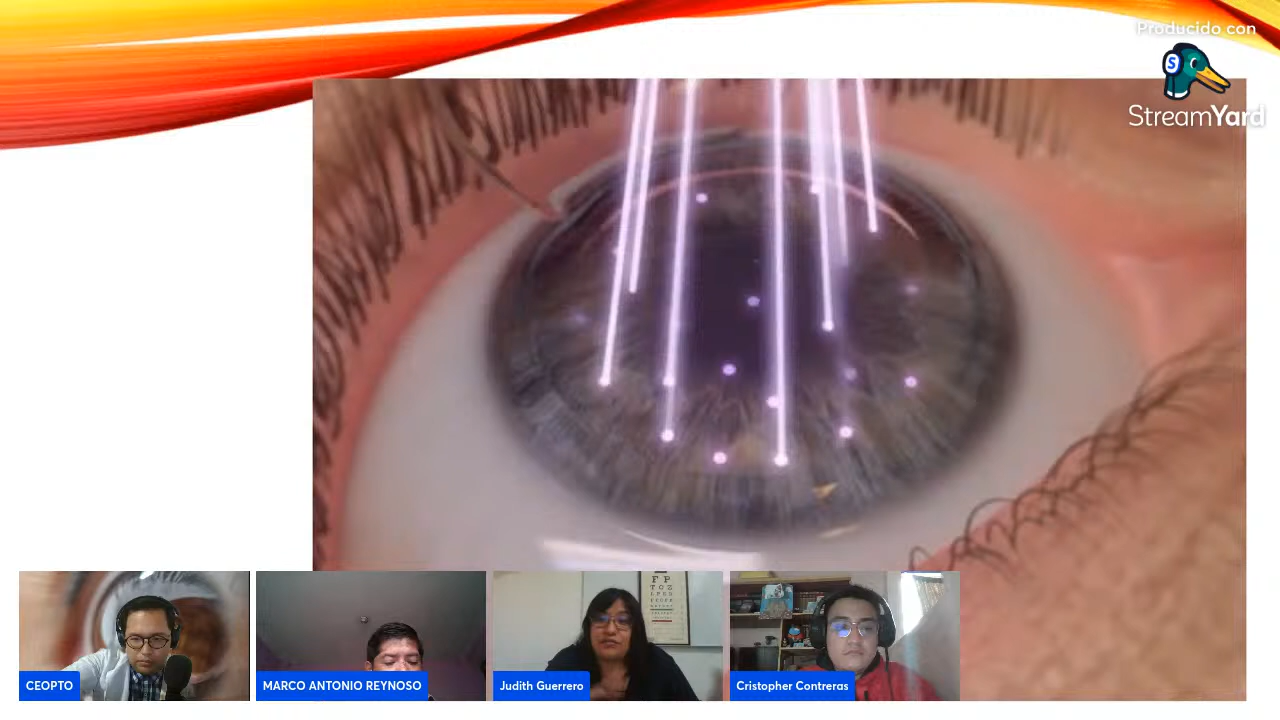 Producido con
S
StreamYard
F P
T O Z
L P E D
CEOPTO
MARCO ANTONIO REYNOSO
Judith Guerrero
Cristopher Contreras